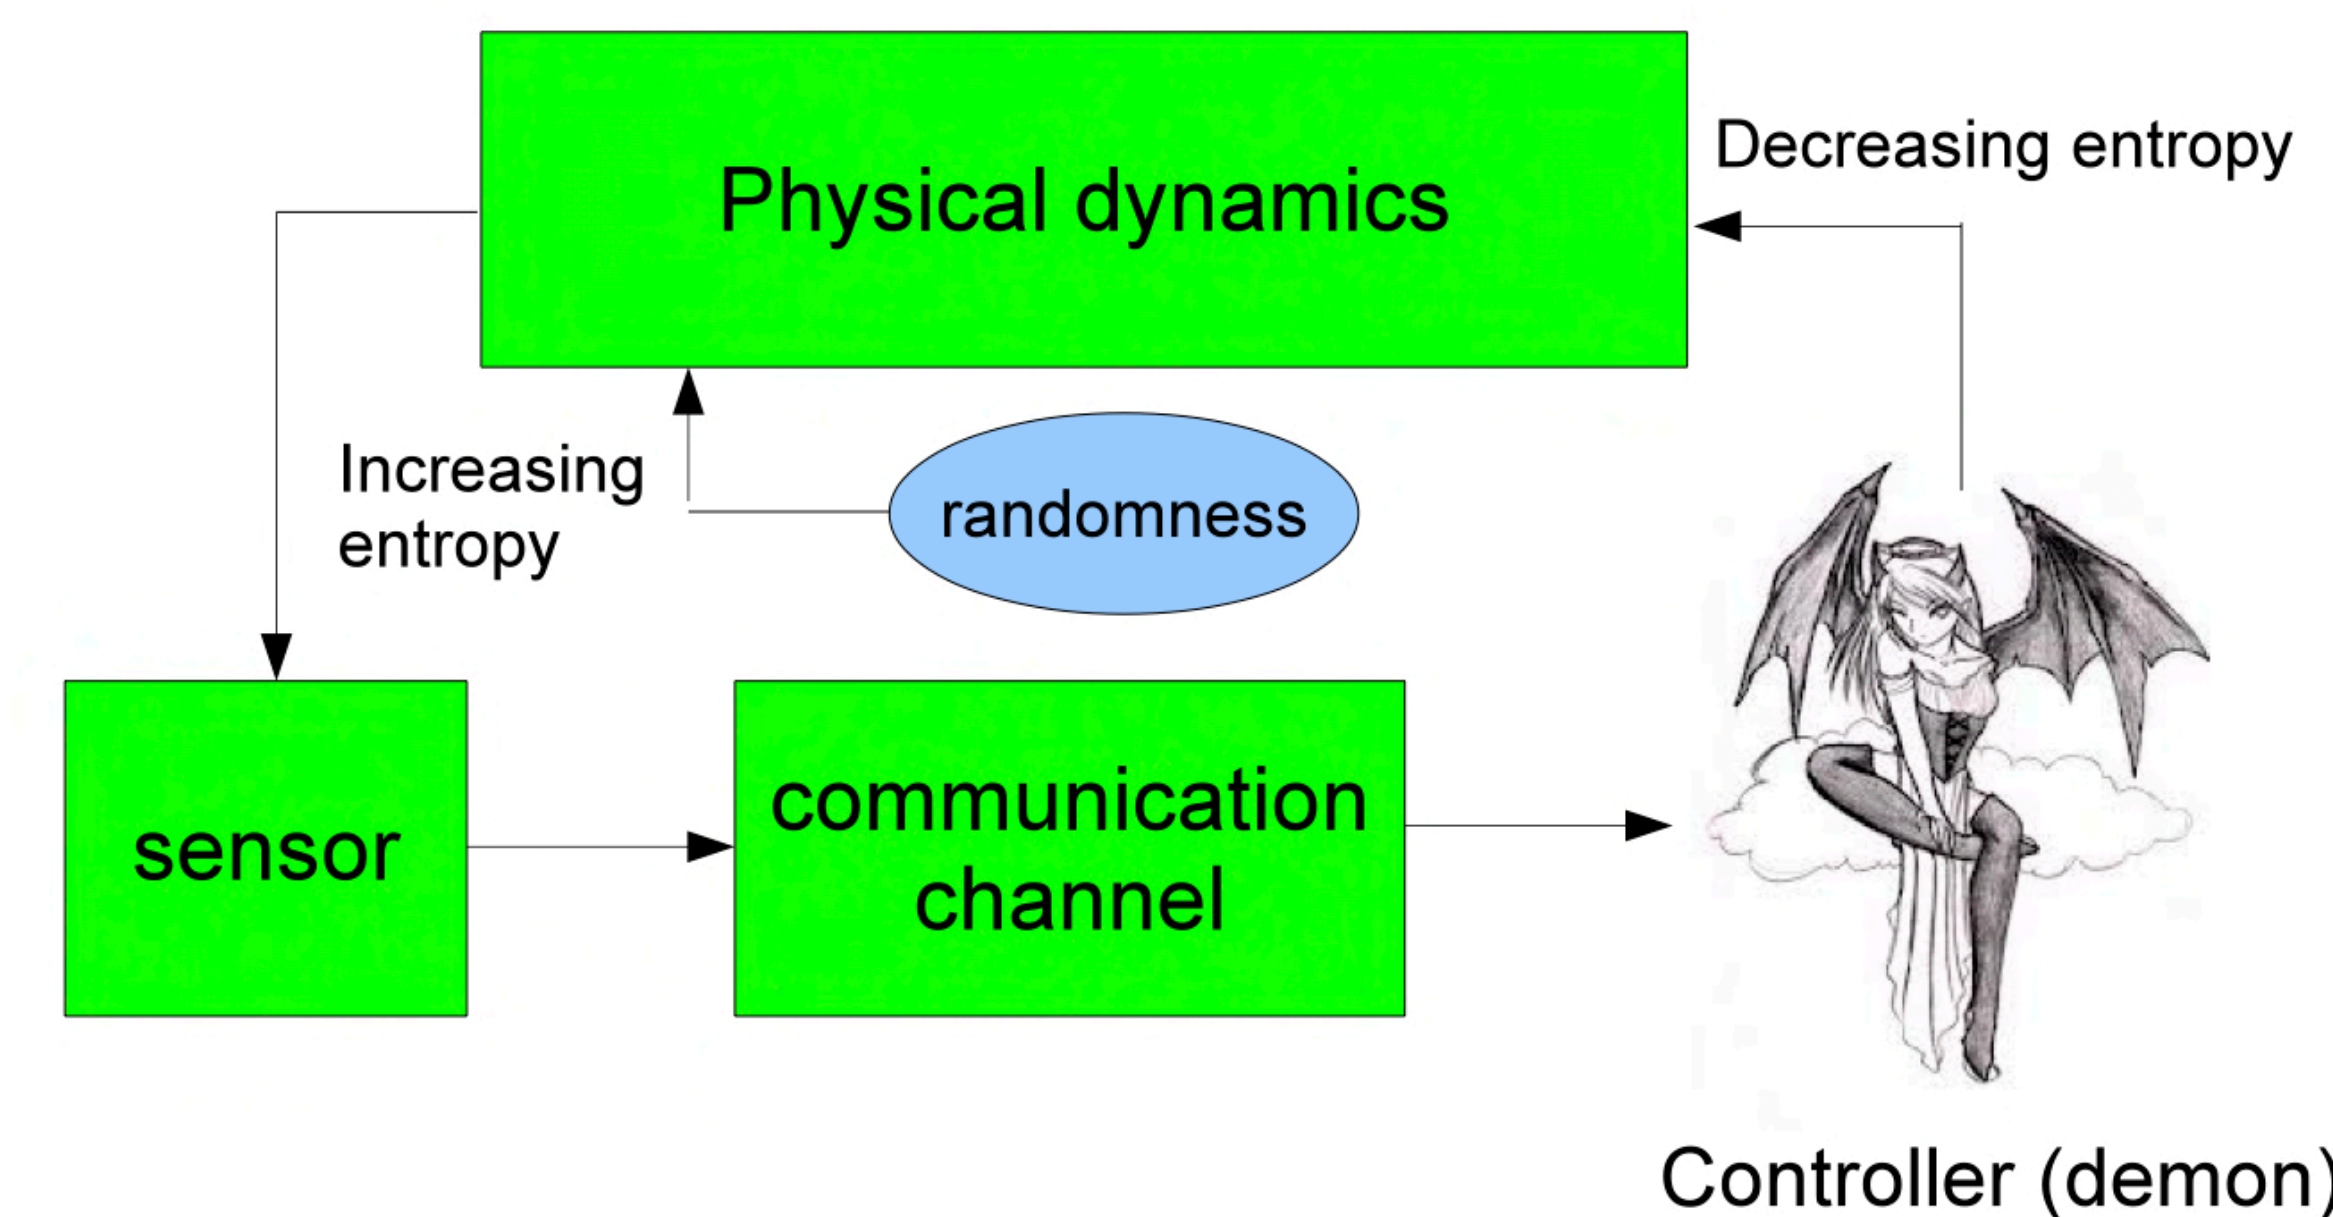 Physical dynamics
Decreasing entropy
Increasing
entropy
randomness
sensor
communication
channel
Controller (demon)